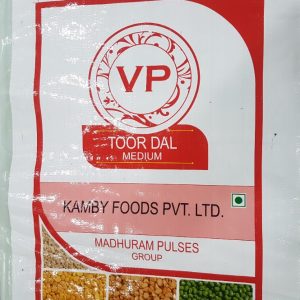 VP
TOOR DAL
MEDIUM
KAMBY FOODS PVT. LTD.
MADHURAM PULSES
GROUP